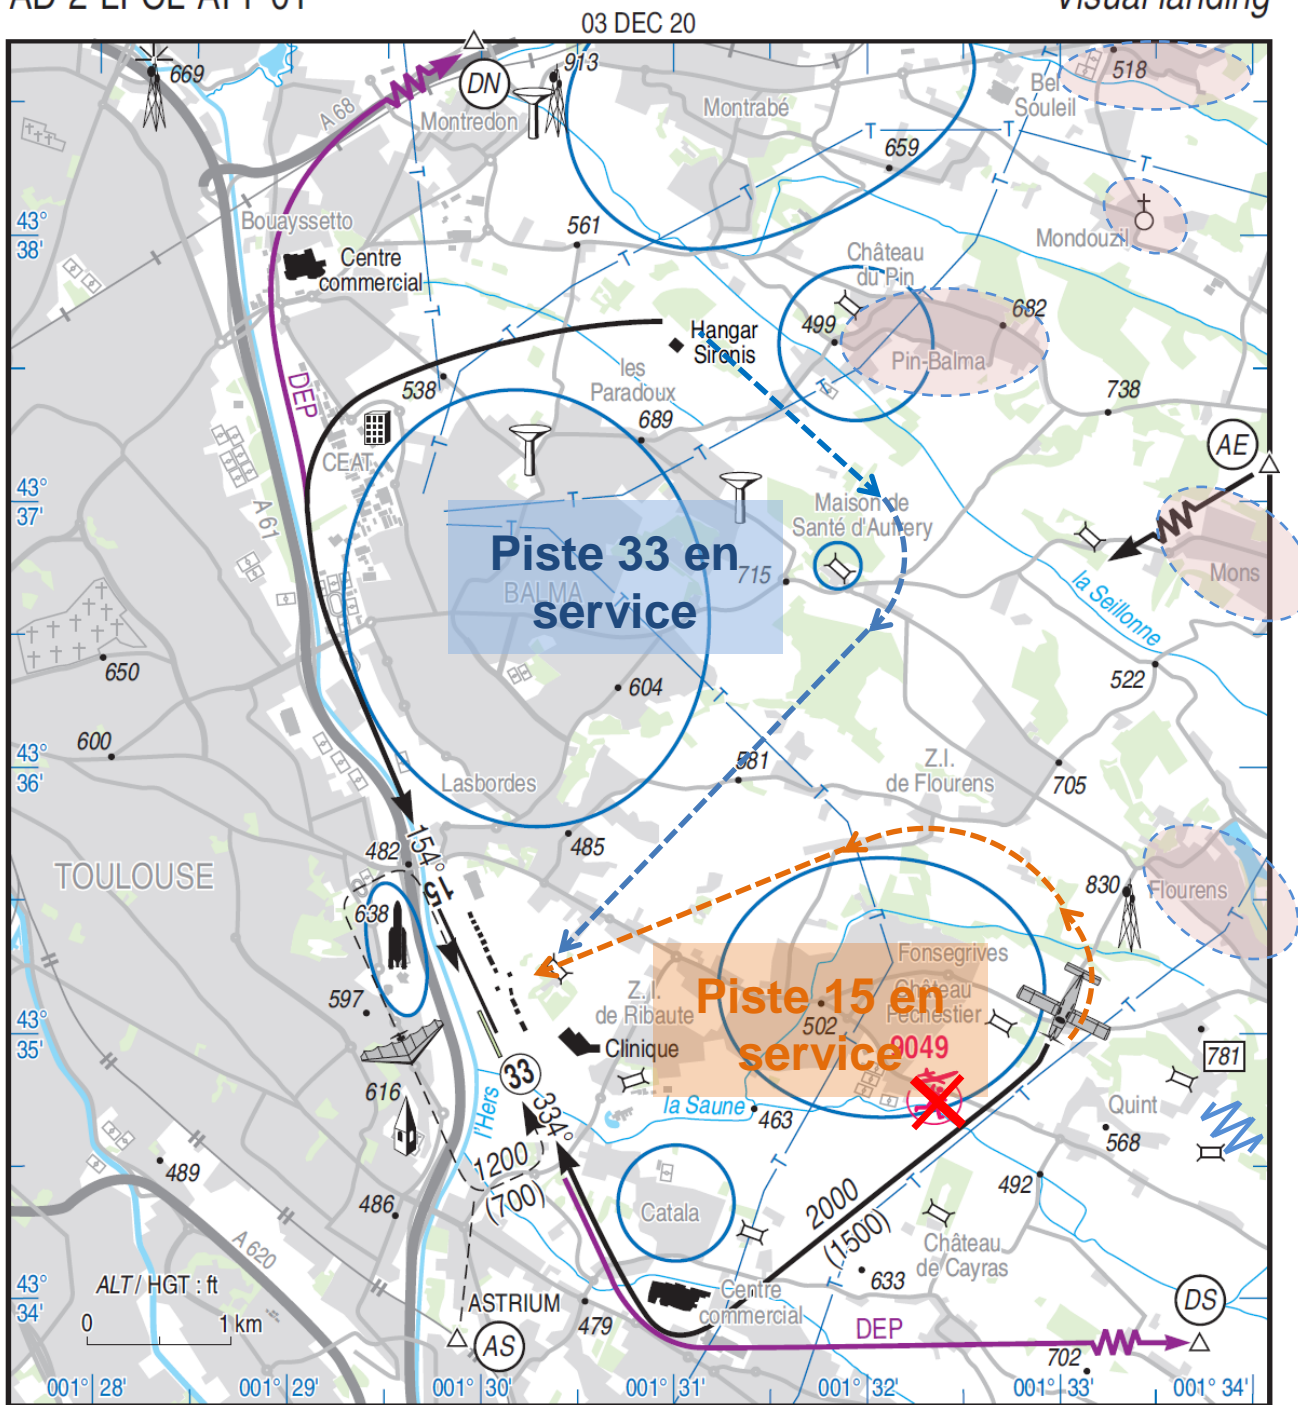 AD 2 LFCL APP 01
Visual landing
03 DEC 20
669
DN
913
518
Bel
Souleil
A 68
Montredon
Montrabé
659
43°
38'
Bouayssetto
561
Mondouzil
Centre
commercial
Château
du Pin
682
499
Hangar
Sironis
Pin-Balma
les
Paradoux
DEP
538
738
689
AE
CEAT
43°
37'
A 61
Maison de
Santé d'Aufrery
Piste 33 en
service
BALMA
715
Mons
la Seillonne
650
604
522
600
43°
36'
581
Z.I.
de Flourens
Lasbordes
705
485
482
154°
15
TOULOUSE
830
Flourens
638
Fonsegrives
597
Z. I.
de Ribaute
Piste 15 en
service
Château
Pechestier
502
43°
35'
Clinique
9049
781
33
616
334°
l'Hers
la Saune
463
Quint
568
489
1200
(700)
492
486
Catala
2000
(1500)
A 620
Château
de Cayras
633
43°
34'
ALT / HGT : ft
0
1 km
ASTRIUM
Centre
commercial
DS
479
AS
DEP
702
001° 28'
001° 29'
001° 30'
001° 31'
001° 32'
001° 33'
001° 34'